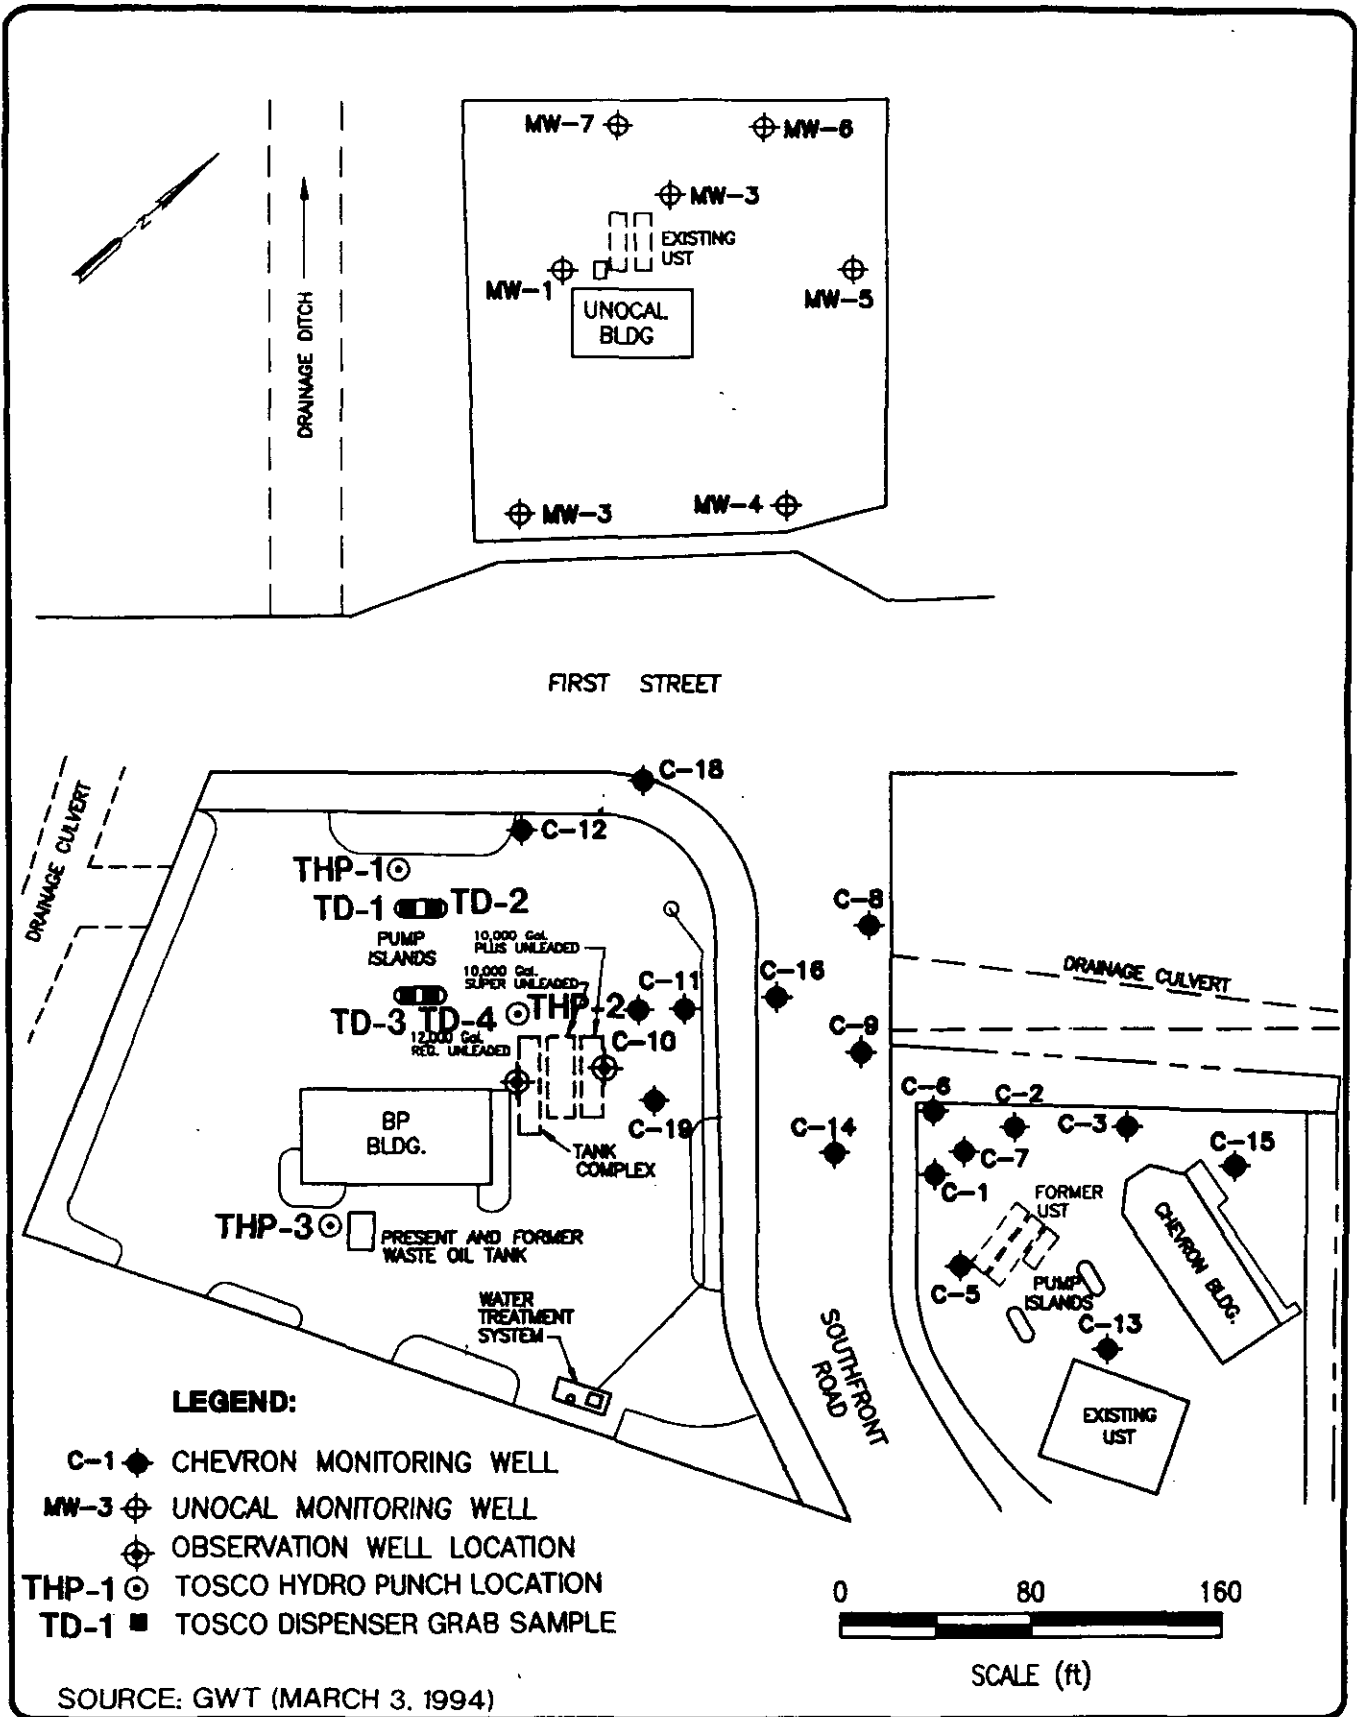 MW-7
MW-6
MW-3
EXISTING
UST
MW-1
MW-5
UNOCAL
BLDG
N
DRAINAGE DITCH
MW-3
MW-4
FIRST STREET
C-18
C-12
DRAINAGE CULVERT
THP-1
TD-1
TD-2
PUMP
ISLANDS
10,000 Gal.
PLUS UNLEADED
10,000 Gal.
SUPER UNLEADED
C-8
C-11
C-16
DRAINAGE CULVERT
TD-3
TD-4
THP-2
12,000 Gal.
REG. UNLEADED
C-10
C-9
C-6
C-2
C-3
BP
BLDG.
C-19
C-14
C-7
C-15
TANK
COMPLEX
C-1
FORMER
UST
CHEVRON BLDG.
THP-3
PRESENT AND FORMER
WASTE OIL TANK
C-5
PUMP
ISLANDS
WATER
TREATMENT
SYSTEM
C-13
SOUTHFRONT
ROAD
EXISTING
UST
LEGEND:
C-1 CHEVRON MONITORING WELL
MW-3 UNOCAL MONITORING WELL
OBSERVATION WELL LOCATION
THP-1 TOSCO HYDRO PUNCH LOCATION
TD-1 TOSCO DISPENSER GRAB SAMPLE
0 80 160
SCALE (ft)
SOURCE: GWT (MARCH 3, 1994)